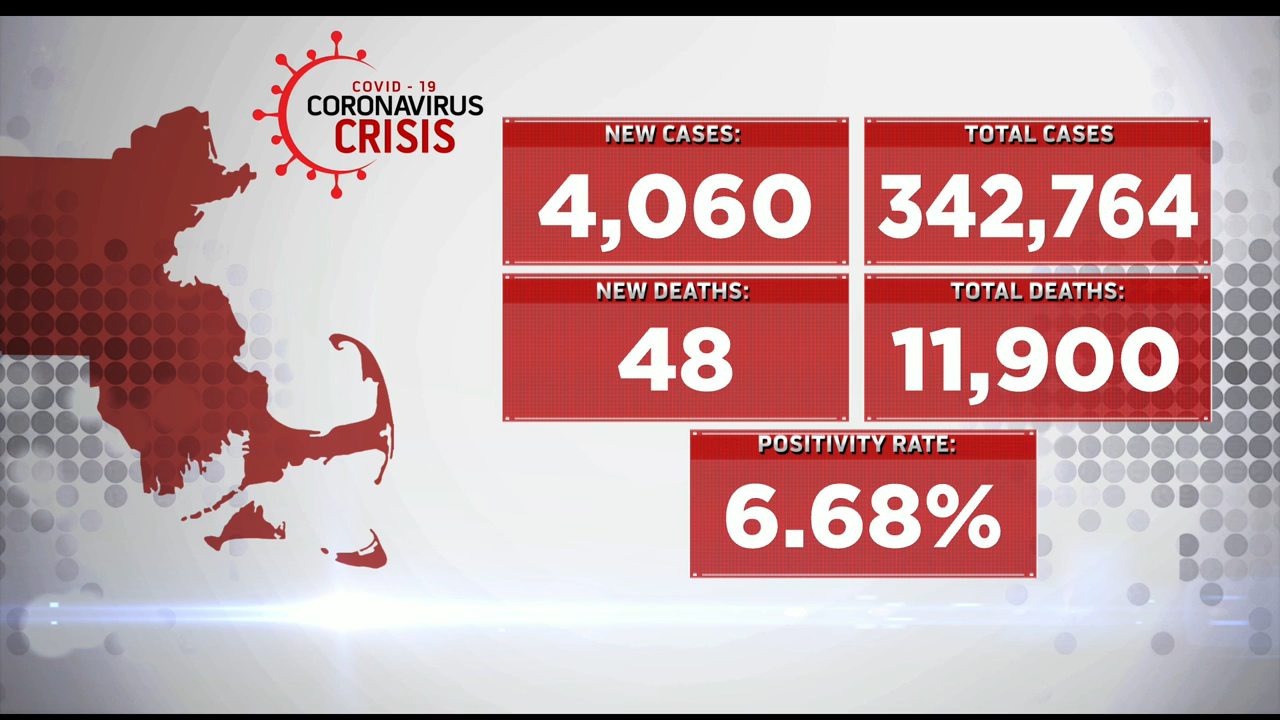 COVID - 19
CORONAVIRUS
CRISIS
NEW CASES:
4,060
TOTAL CASES
342,764
NEW DEATHS:
48
TOTAL DEATHS:
11,900
POSITIVITY RATE:
6.68%